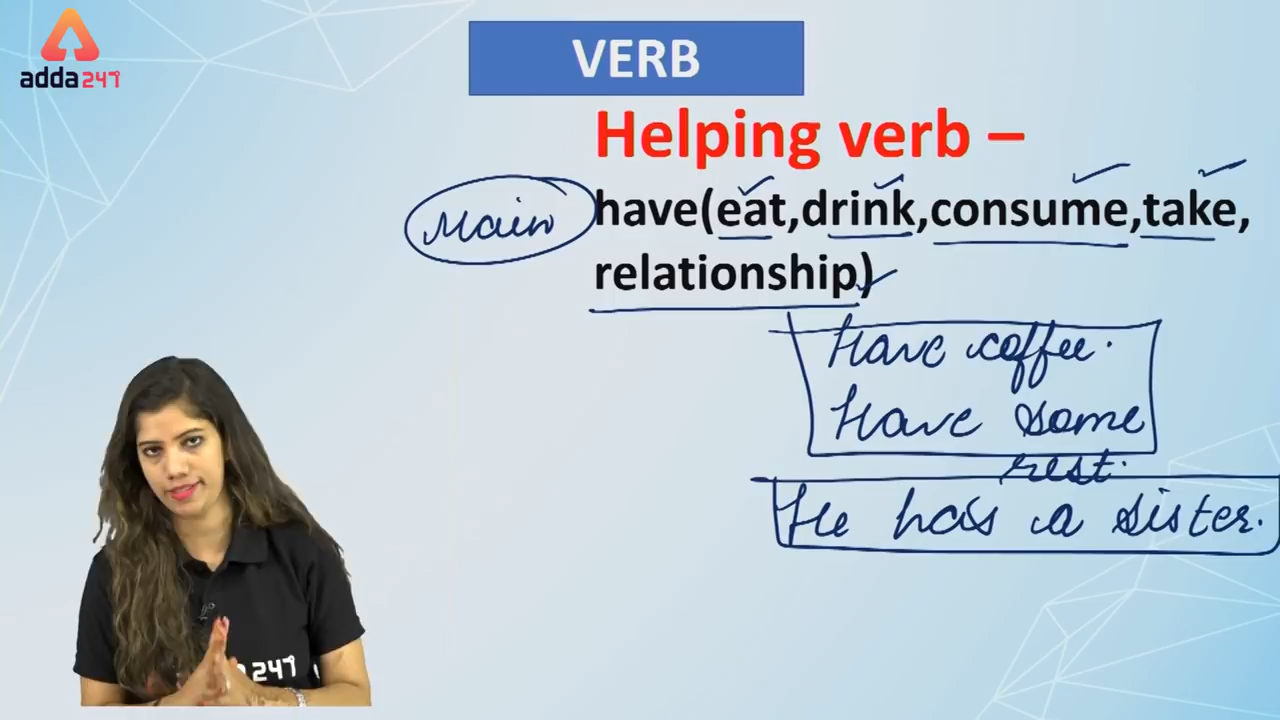 adda247
VERB
Helping verb –
Main
have(eat,drink,consume,take,
relationship)
Have coffee.
Have some
rest.
He has a sister.
247